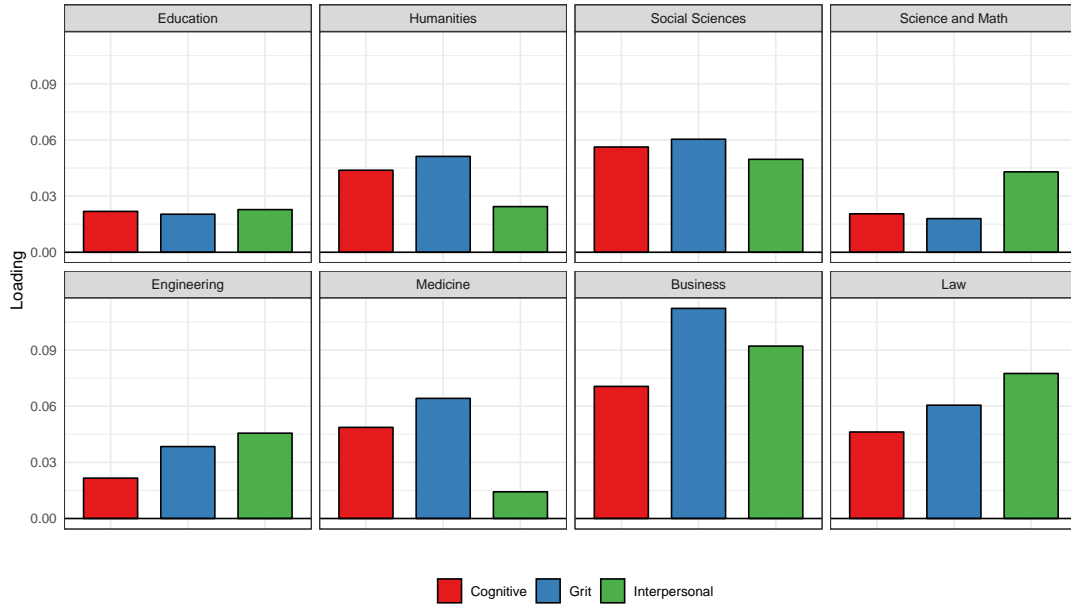 Education Humanities Social Sciences Science and Math
0.09
0.06
0.03
0.00
Loading
Engineering Medicine Business Law
0.09
0.06
0.03
0.00
Cognitive Grit Interpersonal